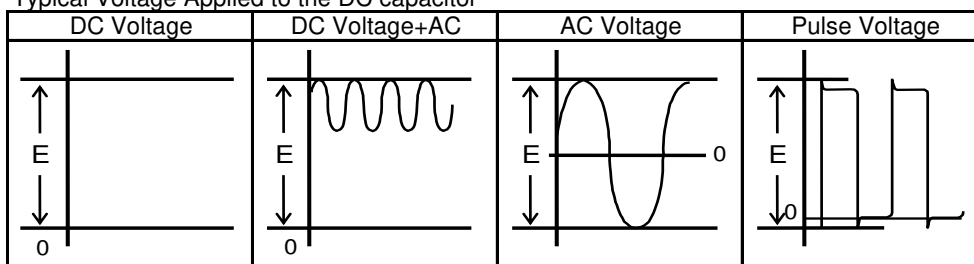 Typical Voltage Applied to the DC capacitor
DC Voltage DC Voltage+AC AC Voltage Pulse Voltage
E E E 0 E
0
0 0